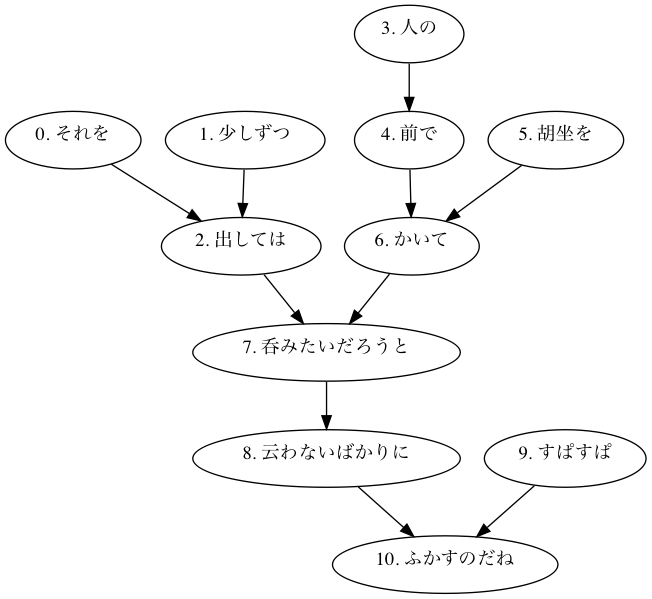 3. 人の
0. それを
1. 少しずつ
4. 前で
5. 胡坐を
2. 出しては
6. かいて
7. 呑みたいだろうと
8. 云わないばかりに
9. すぱすぱ
10. ふかすのだね